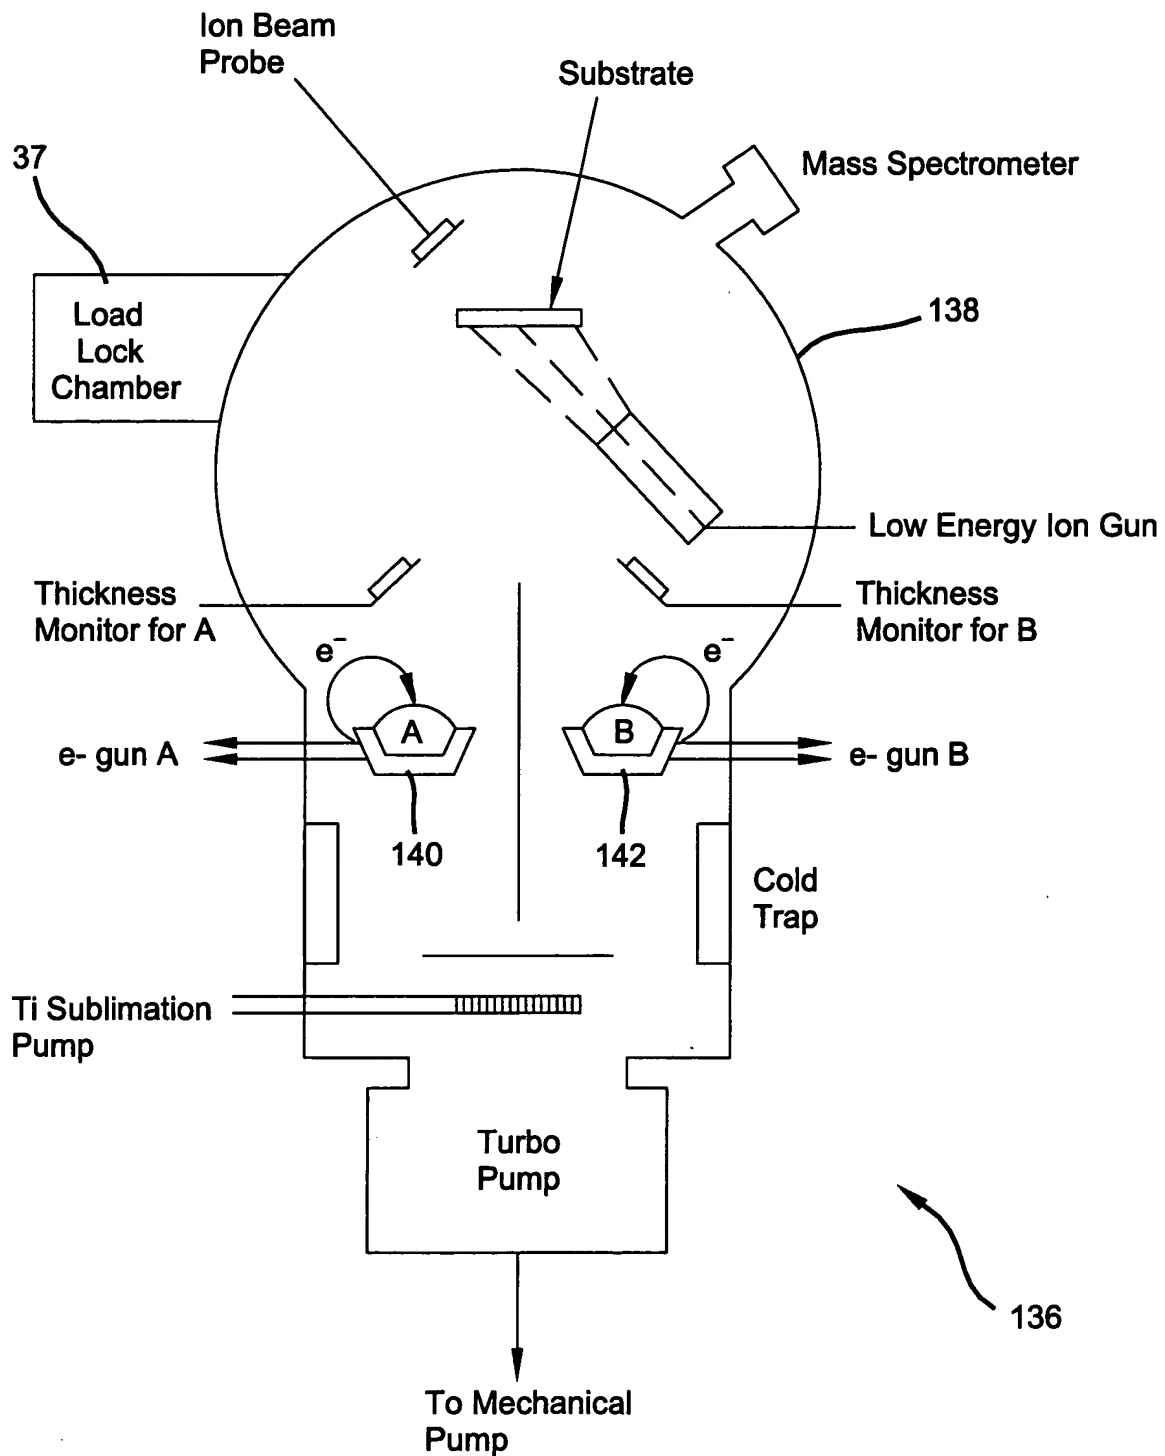 Ion Beam
Probe
Substrate
37
Mass Spectrometer
Load
Lock
Chamber
138
Low Energy Ion Gun
Thickness
Monitor for A
Thickness
Monitor for B
e⁻
e⁻
A
B
e- gun A
e- gun B
140
142
Cold
Trap
Ti Sublimation
Pump
Turbo
Pump
136
To Mechanical
Pump